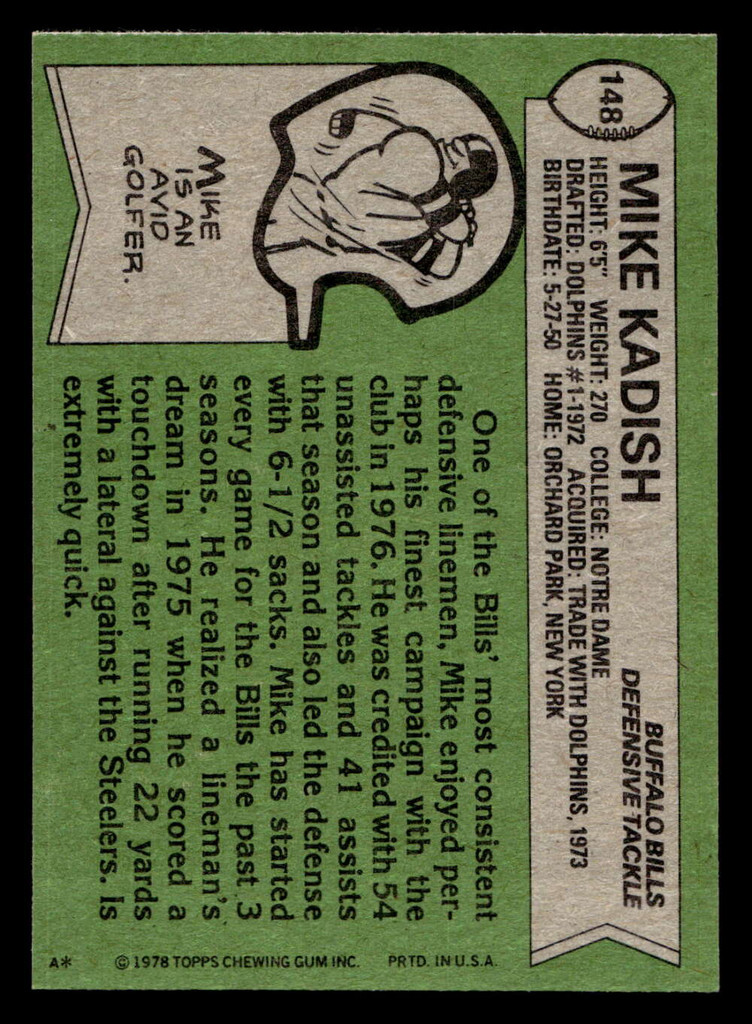 148
MIKE KADISH
BUFFALO BILLS
DEFENSIVE TACKLE
HEIGHT: 6'5" WEIGHT: 270 COLLEGE: NOTRE DAME
DRAFTED: DOLPHINS #1-1972 ACQUIRED: TRADE WITH DOLPHINS, 1973
BIRTHDATE: 5-27-50 HOME: ORCHARD PARK, NEW YORK
MIKE
IS AN
AVID
GOLFER.
One of the Bills' most consistent
defensive linemen, Mike enjoyed per-
haps his finest campaign with the
club in 1976. He was credited with 54
unassisted tackles and 41 assists
that season and also led the defense
with 6-1/2 sacks. Mike has started
every game for the Bills the past 3
seasons. He realized a lineman's
dream in 1975 when he scored a
touchdown after running 22 yards
with a lateral against the Steelers. Is
extremely quick.
A* © 1978 TOPPS CHEWING GUM INC. PRTD. IN U.S.A.